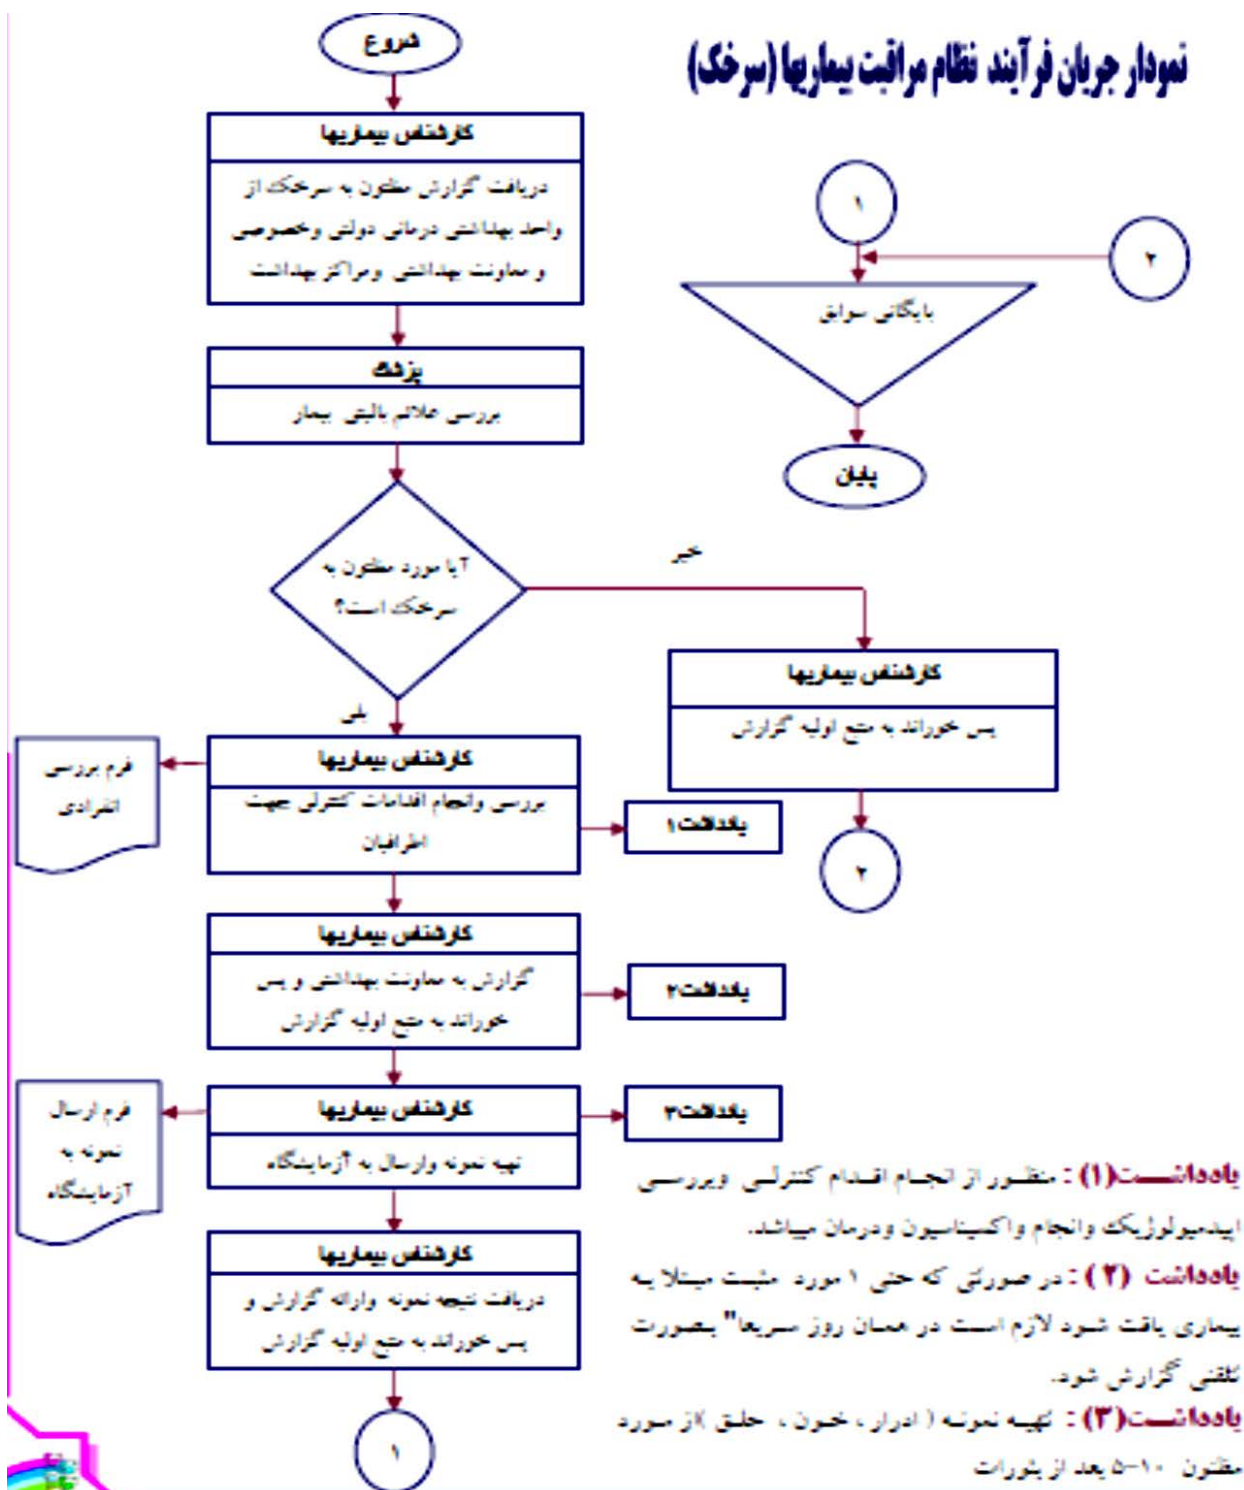 نمودار جریان فرآیند نظام مراقبت بیماریها (سرخک)
شروع
کارشناس بیماریها
دریافت گزارش مظنون به سرخک از
واحد بهداشتی درمانی دولتی وخصوصی
و معاونت بهداشتی ومراکز بهداشت
پزشک
بررسی علائم بالینی بیمار
آیا مورد مظنون به
سرخک است؟
خیر
کارشناس بیماریها
پس خوراند به منبع اولیه گزارش
۲
بلی
کارشناس بیماریها
بررسی وانجام اقدامات کنترلی جهت
اطرافیان
فرم بررسی
انفرادی
یادداشت۱
کارشناس بیماریها
گزارش به معاونت بهداشتی و پس
خوراند به منبع اولیه گزارش
یادداشت۲
کارشناس بیماریها
تهیه نمونه وارسال به آزمایشگاه
فرم ارسال
نمونه به
آزمایشگاه
یادداشت۳
کارشناس بیماریها
دریافت نتیجه نمونه وارائه گزارش و
پس خوراند به منبع اولیه گزارش
۱
۱
۲
بایگانی سوابق
پایان
یادداشت(۱) : منظور از انجام اقدام کنترلی وبررسی
اپیدمیولوژیک وانجام واکسیناسیون ودرمان میباشد.
یادداشت (۲) : در صورتی که حتی ۱ مورد مثبت مبتلا به
بیماری یافت شود لازم است در همان روز سریعا" بصورت
تلفنی گزارش شود.
یادداشت(۳) : تهیه نمونه ( ادرار ، خون ، حلق )از مورد
مظنون ۱۰-۵ بعد از بثورات